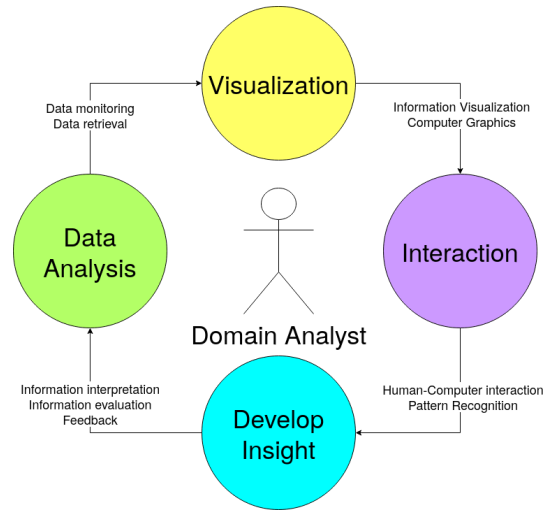 Visualization
Data monitoring
Data retrieval
Information Visualization
Computer Graphics
Data
Analysis
Interaction
Domain Analyst
Information interpretation
Information evaluation
Feedback
Human-Computer interaction
Pattern Recognition
Develop
Insight